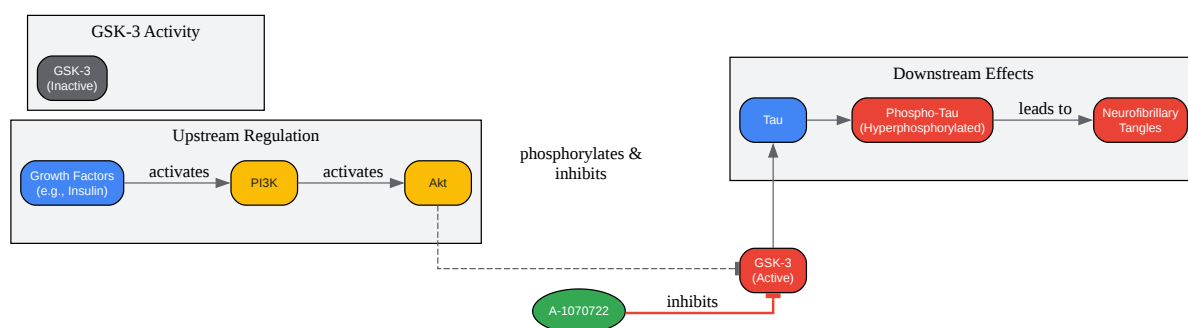 GSK-3 Activity
GSK-3
(Inactive)
Upstream Regulation
Growth Factors
(e.g., Insulin)
activates
PI3K
activates
Akt
phosphorylates &
inhibits
Downstream Effects
Tau
Phospho-Tau
(Hyperphosphorylated)
leads to
Neurofibrillary
Tangles
GSK-3
(Active)
A-1070722
inhibits